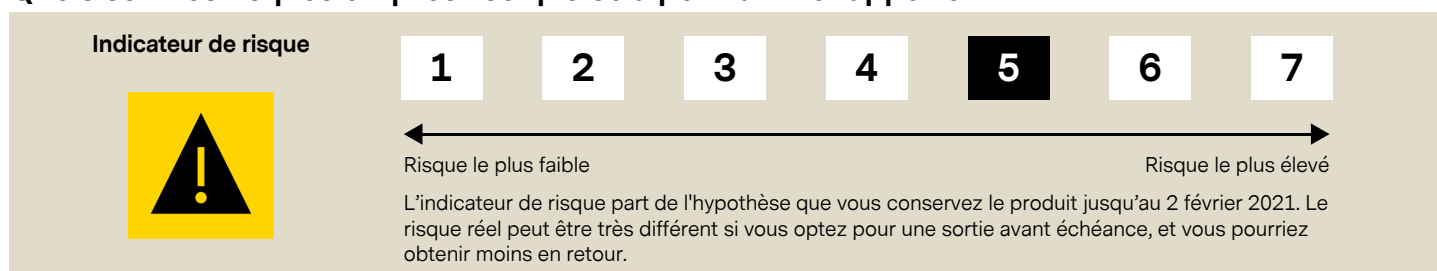 Indicateur de risque
1 2 3 4 5 6 7
Risque le plus faible Risque le plus élevé
L'indicateur de risque part de l'hypothèse que vous conservez le produit jusqu'au 2 février 2021. Le
risque réel peut être très différent si vous optez pour une sortie avant échéance, et vous pourriez
obtenir moins en retour.